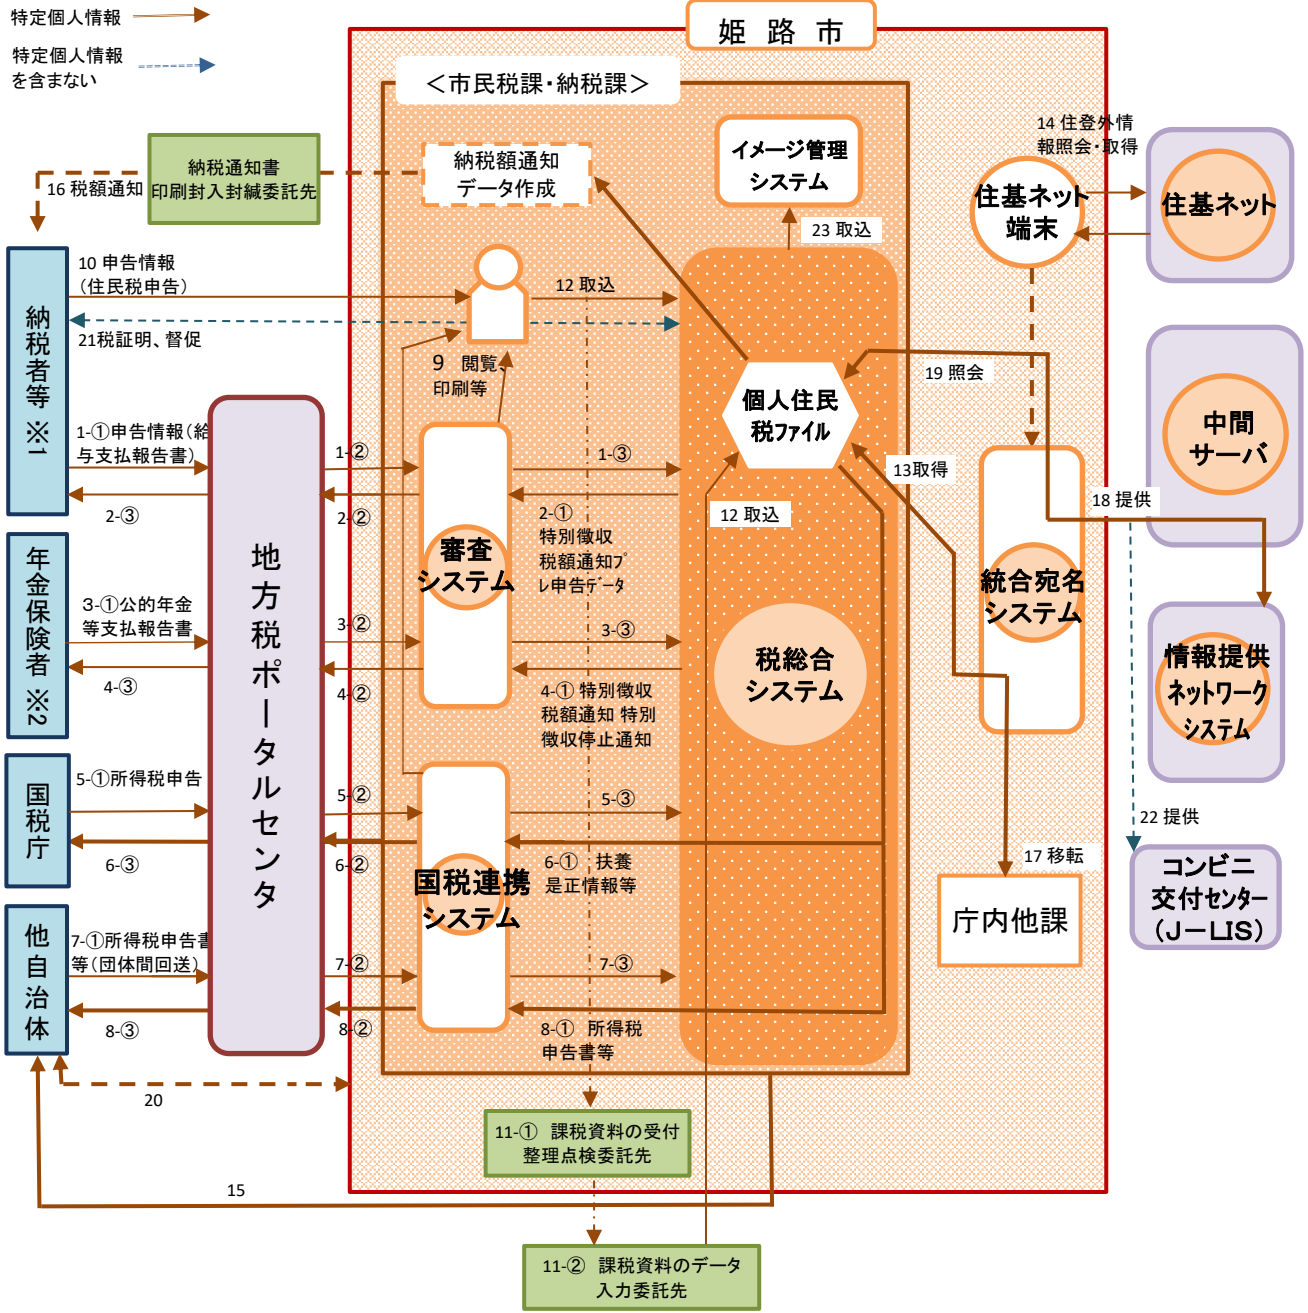 特定個人情報
特定個人情報
を含まない
姫 路 市
＜市民税課・納税課＞
納税通知書
印刷封入封緘委託先
16 税額通知
納税額通知
データ作成
イメージ管理
システム
23 取込
14 住登外情
報照会・取得
住基ネット
端末
住基ネット
10 申告情報
（住民税申告）
12 取込
21税証明、督促
9 閲覧、
印刷等
納税者等 ※1
1-①申告情報（給
与支払報告書）
2-③
1-②
2-②
1-③
2-①
特別徴収
税額通知ﾌﾟ
ﾚ申告ﾃﾞｰﾀ
審査
システム
個人住民
税ファイル
19 照会
13取得
12 取込
中間
サーバ
18 提供
年金保険者 ※2
3-①公的年金
等支払報告書
4-③
3-②
4-②
3-③
4-① 特別徴収
税額通知 特別
徴収停止通知
地方税ポータルセンタ
税総合
システム
統合宛名
システム
情報提供
ネットワーク
システム
国税庁
5-①所得税申告
6-③
5-②
6-②
5-③
6-① 扶養
是正情報等
国税連携
システム
22 提供
17 移転
庁内他課
コンビニ
交付センター
（J－LIS）
他自治体
7-①所得税申告書
等（団体間回送）
8-③
7-②
8-②
7-③
8-① 所得税
申告書等
20
11-① 課税資料の受付
整理点検委託先
15
11-② 課税資料のデータ
入力委託先